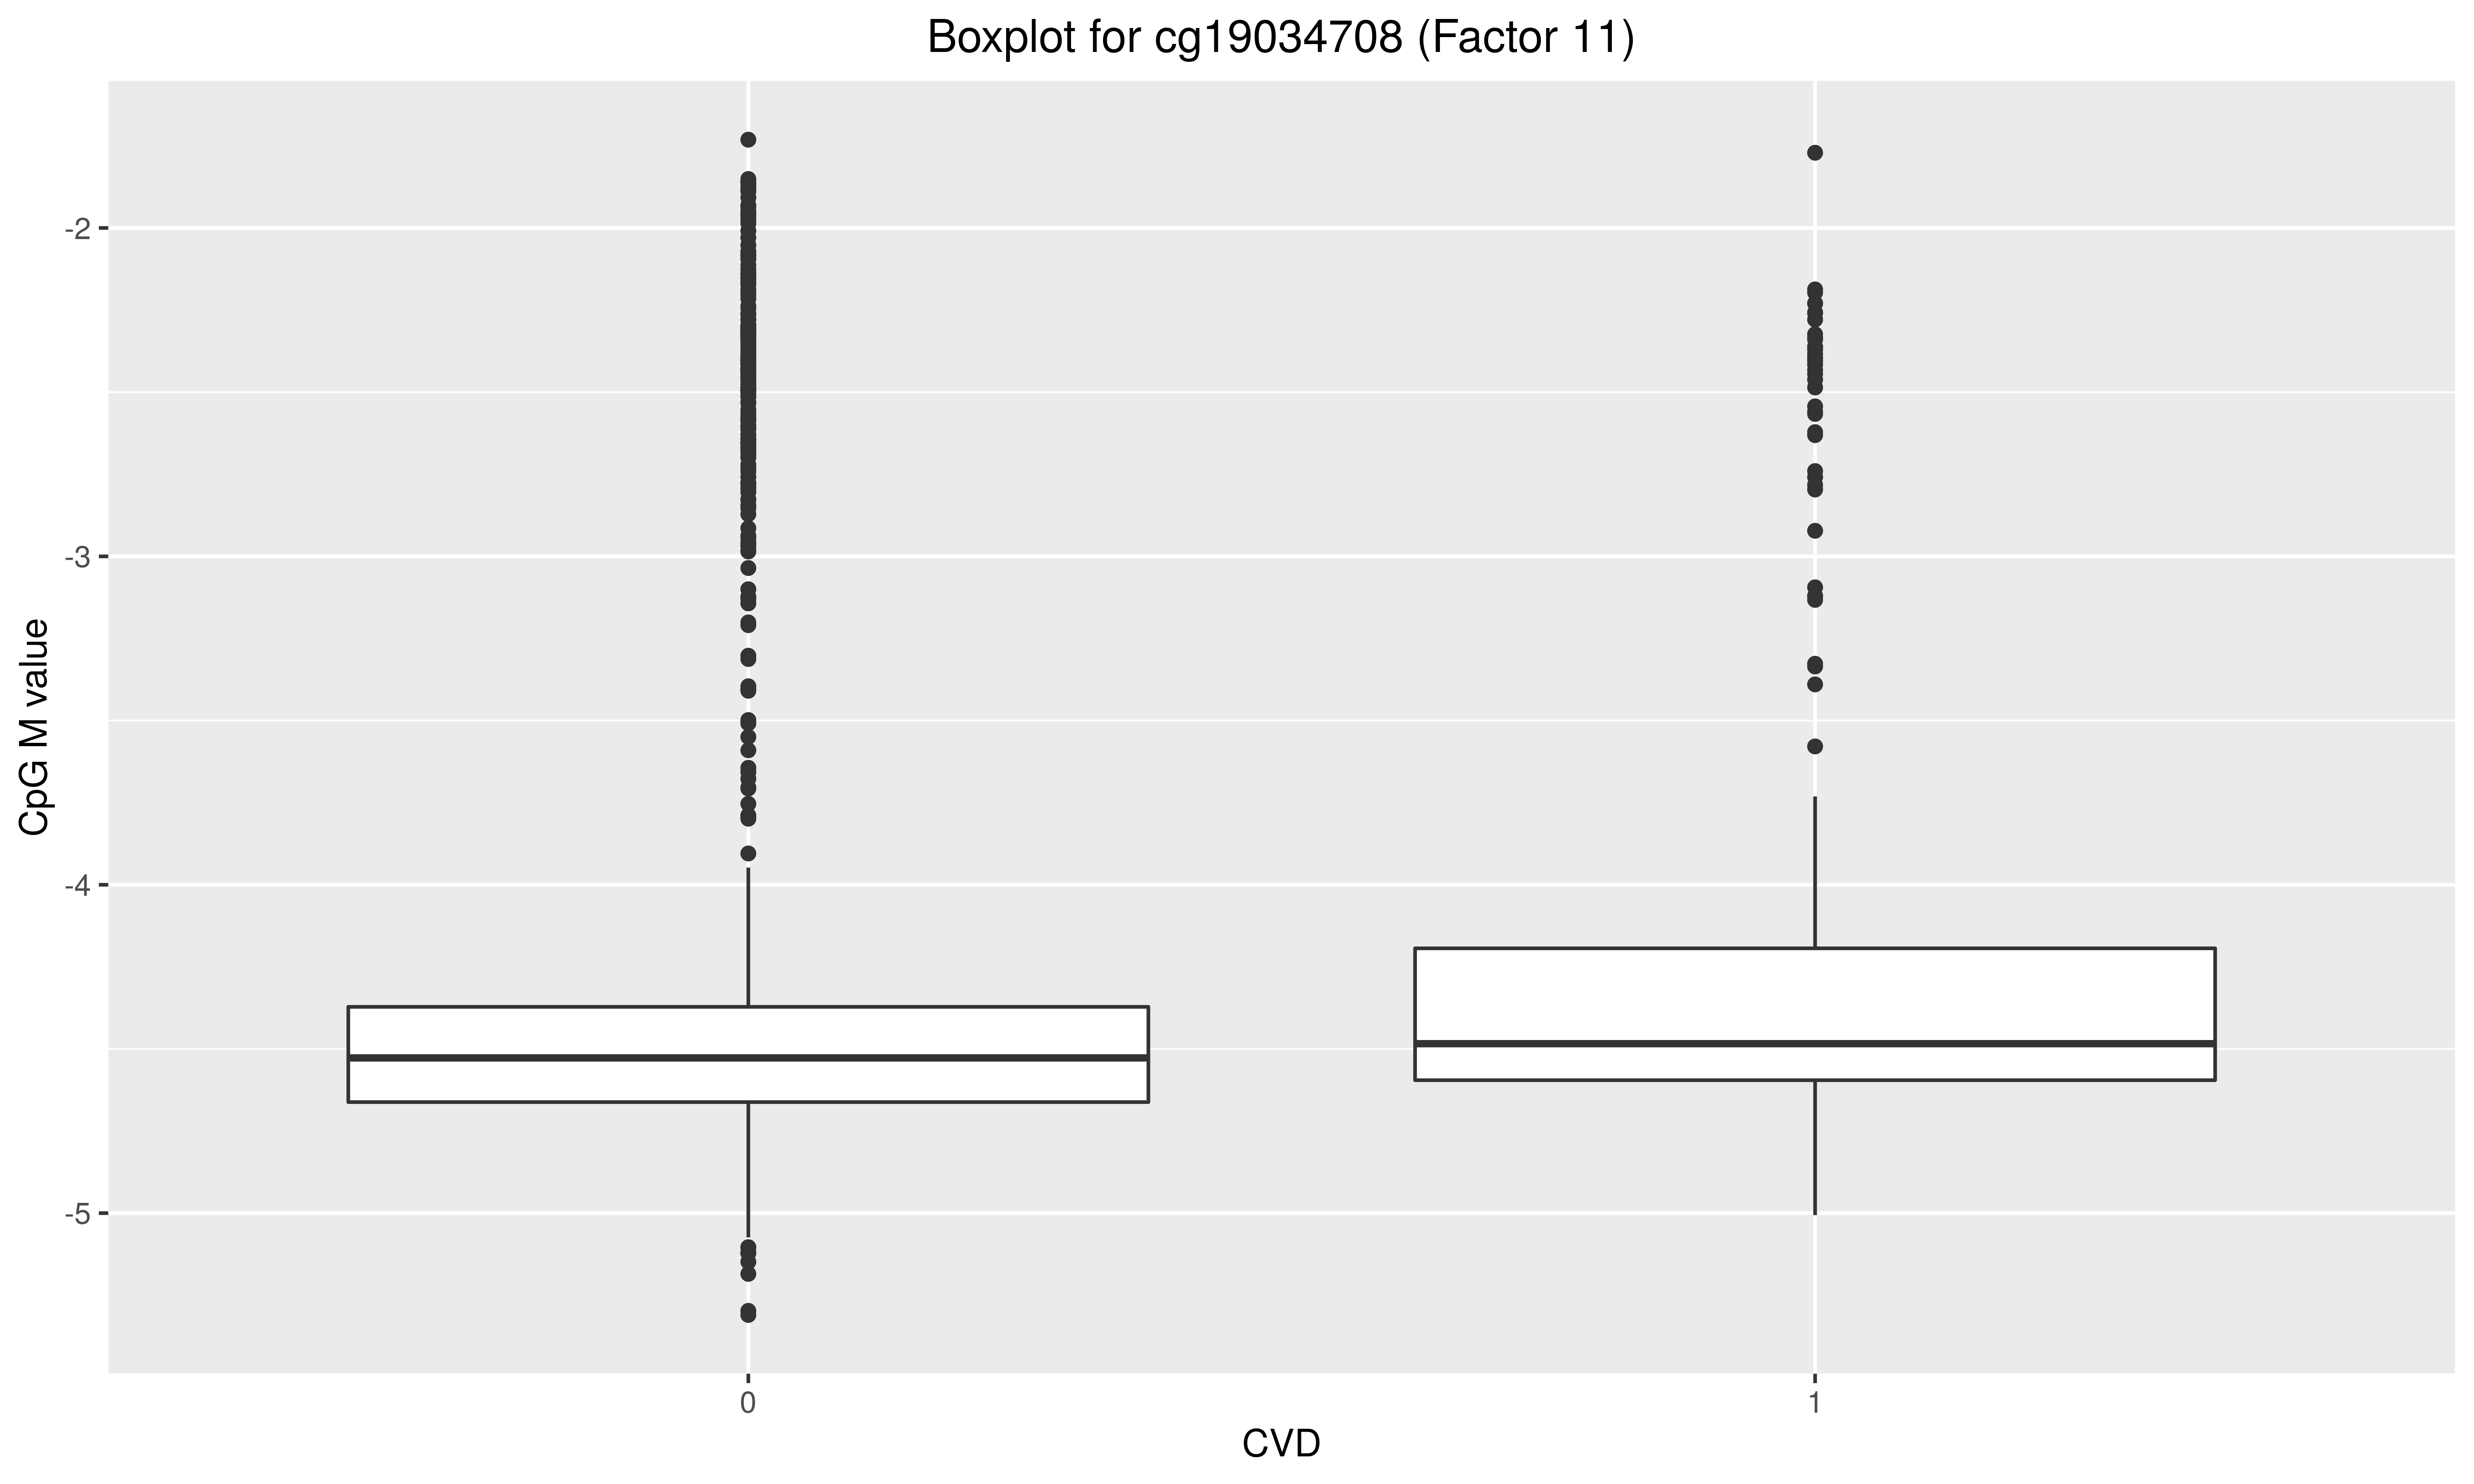 Boxplot for cg19034708 (Factor 11)
CpG M value
-2
-3
-4
-5
0
1
CVD